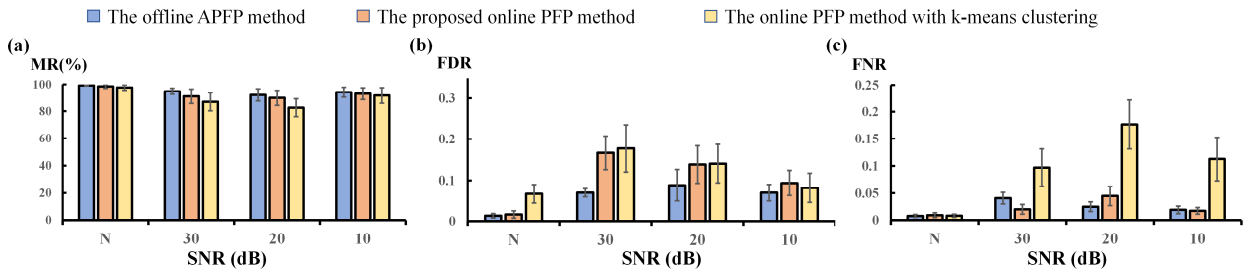 The offline APFP method
The proposed online PFP method
The online PFP method with k-means clustering
(a)
MR(%)
100
80
60
40
20
0
N
30
20
10
SNR (dB)
(b)
FDR
0.3
0.2
0.1
0
N
30
20
10
SNR (dB)
(c)
FNR
0.25
0.2
0.15
0.1
0.05
0
N
30
20
10
SNR (dB)